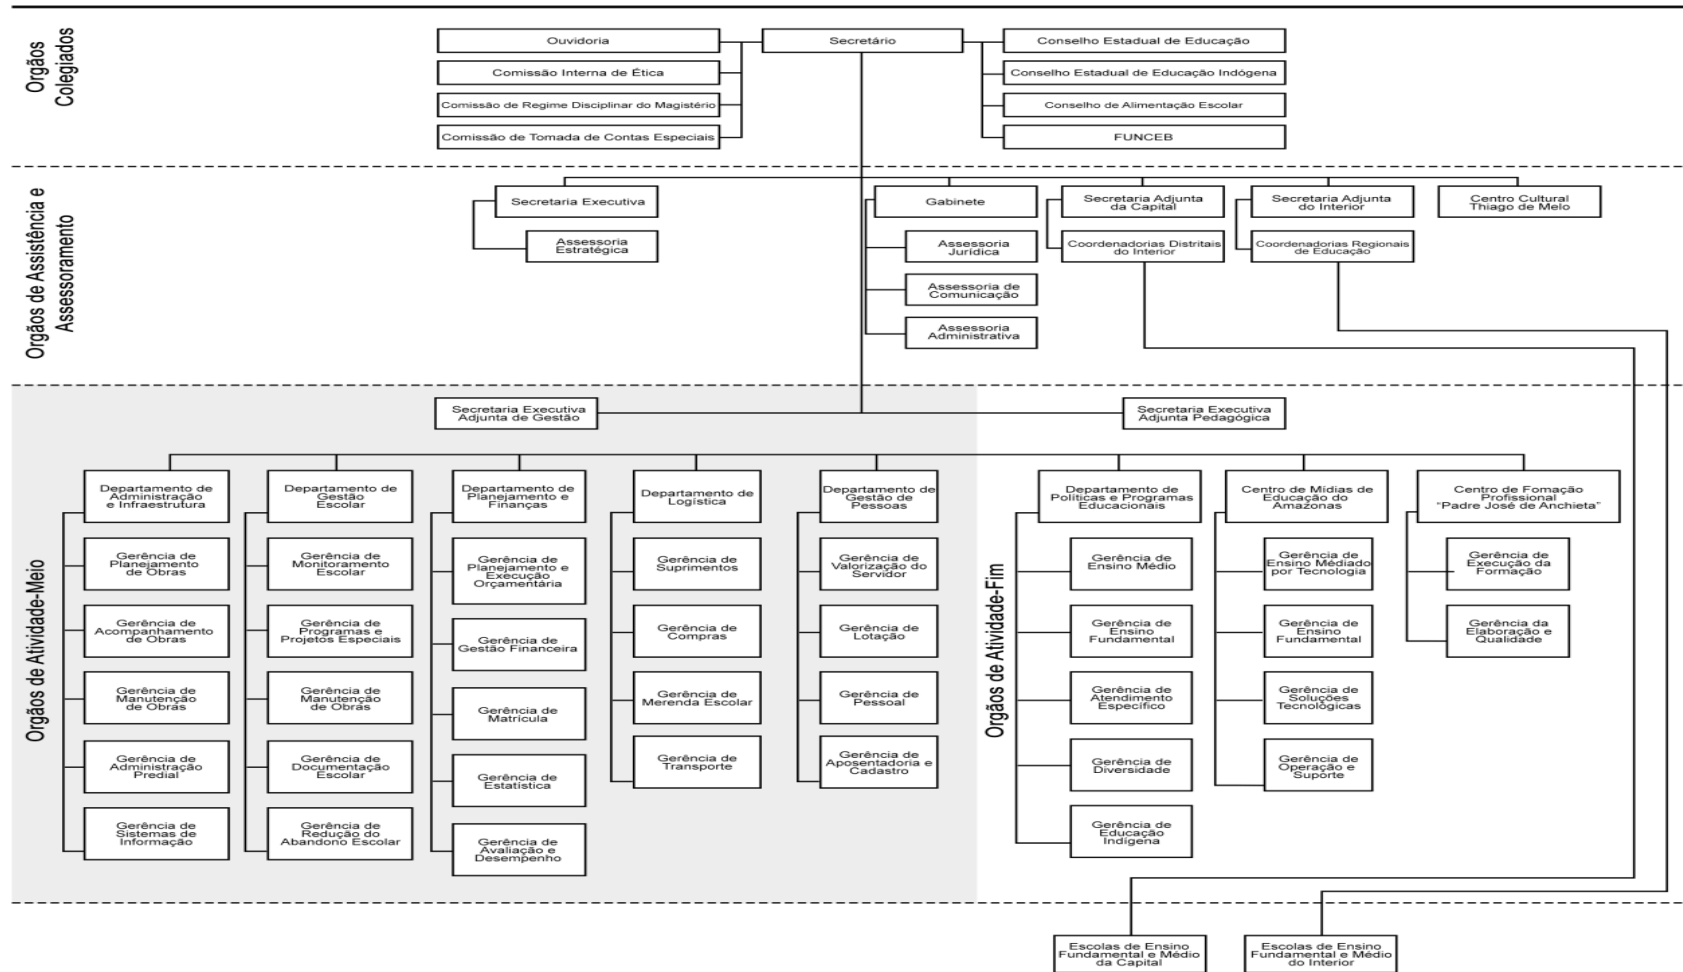 Orgãos
Colegiados
Ouvidoria
Secretário
Conselho Estadual de Educação
Comissão Interna de Ética
Conselho Estadual de Educação Indógena
Comissão de Regime Disciplinar do Magistério
Conselho de Alimentação Escolar
Comissão de Tomada de Contas Especiais
FUNCEB
Orgãos de Assistência e
Assessoramento
Secretaria Executiva
Gabinete
Secretaria Adjunta
da Capital
Secretaria Adjunta
do Interior
Centro Cultural
Thiago de Melo
Assessoria
Estratégica
Assessoria
Jurídica
Coordenadorias Distritais
do Interior
Coordenadorias Regionais
de Educação
Assessoria de
Comunicação
Assessoria
Administrativa
Secretaria Executiva
Adjunta de Gestão
Secretaria Executiva
Adjunta Pedagógica
Orgãos de Atividade-Meio
Departamento de
Administração
e Infraestrutura
Gerência de
Planejamento
de Obras
Gerência de
Acompanhamento
de Obras
Gerência de
Manutenção
de Obras
Gerência de
Administração
Predial
Gerência de
Sistemas de
Informação
Departamento de
Gestão
Escolar
Gerência de
Monitoramento
Escolar
Gerência de
Programas e
Projetos Especiais
Gerência de
Manutenção
de Obras
Gerência de
Documentação
Escolar
Gerência de
Redução do
Abandono Escolar
Departamento de
Planejamento e
Finanças
Gerência de
Planejamento e
Execução
Orçamentária
Gerência de
Gestão Financeira
Gerência de
Matrícula
Gerência de
Estatística
Gerência de
Avaliação e
Desempenho
Departamento de
Logística
Gerência de
Suprimentos
Gerência de
Compras
Gerência de
Merenda Escolar
Gerência de
Transporte
Departamento de
Gestão de
Pessoas
Gerência de
Valorização do
Servidor
Gerência de
Lotação
Gerência de
Pessoal
Gerência de
Aposentadoria e
Cadastro
Orgãos de Atividade-Fim
Departamento de
Políticas e Programas
Educacionais
Gerência de
Ensino Médio
Gerência de
Ensino
Fundamental
Gerência de
Atendimento
Específico
Gerência de
Diversidade
Gerência de
Educação
Indígena
Centro de Mídias de
Educação do
Amazonas
Gerência de
Ensino Médiado
por Tecnologia
Gerência de
Ensino
Fundamental
Gerência de
Soluções
Tecnológicas
Gerência de
Operação e
Suporte
Centro de Fomação
Profissional
“Padre José de Anchieta”
Gerência de
Execução da
Formação
Gerência da
Elaboração e
Qualidade
Escolas de Ensino
Fundamental e Médio
da Capital
Escolas de Ensino
Fundamental e Médio
do Interior